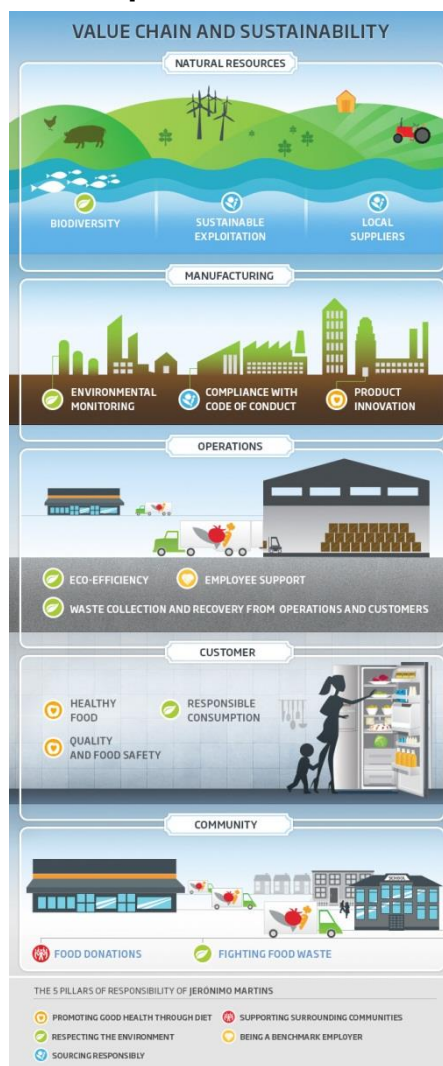 VALUE CHAIN AND SUSTAINABILITY
NATURAL RESOURCES
BIODIVERSITY
SUSTAINABLE
EXPLOITATION
LOCAL
SUPPLIERS
MANUFACTURING
ENVIRONMENTAL
MONITORING
COMPLIANCE WITH
CODE OF CONDUCT
PRODUCT
INNOVATION
OPERATIONS
ECO-EFFICIENCY
EMPLOYEE SUPPORT
WASTE COLLECTION AND RECOVERY FROM OPERATIONS AND CUSTOMERS
CUSTOMER
HEALTHY
FOOD
RESPONSIBLE
CONSUMPTION
QUALITY
AND FOOD SAFETY
COMMUNITY
SCHOOL
FOOD DONATIONS
FIGHTING FOOD WASTE
THE 5 PILLARS OF RESPONSIBILITY OF JERÓNIMO MARTINS
PROMOTING GOOD HEALTH THROUGH DIET
SUPPORTING SURROUNDING COMMUNITIES
RESPECTING THE ENVIRONMENT
BEING A BENCHMARK EMPLOYER
SOURCING RESPONSIBLY